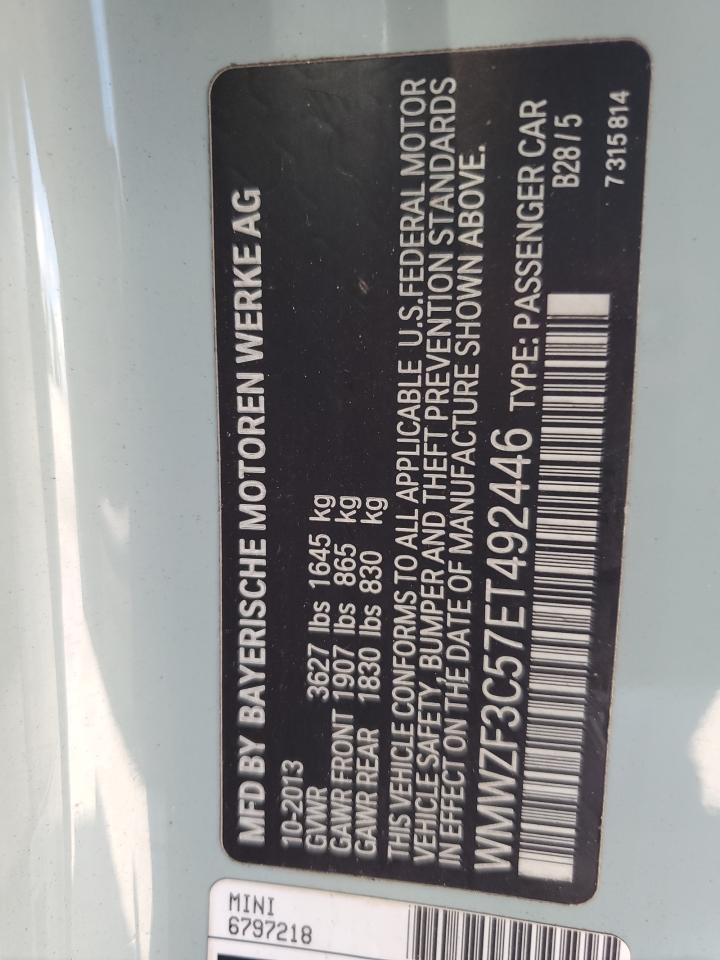 MFD BY BAYERISCHE MOTOREN WERKE AG
10-2013
GVWR 3627 lbs 1645 kg
GAWR FRONT 1907 lbs 865 kg
GAWR REAR 1830 lbs 830 kg
THIS VEHICLE CONFORMS TO ALL APPLICABLE U.S.FEDERAL MOTOR
VEHICLE SAFETY, BUMPER AND THEFT PREVENTION STANDARDS
IN EFFECT ON THE DATE OF MANUFACTURE SHOWN ABOVE.
WMWZF3C57ET492446 TYPE: PASSENGER CAR
B28/5
7315814
MINI
6797218